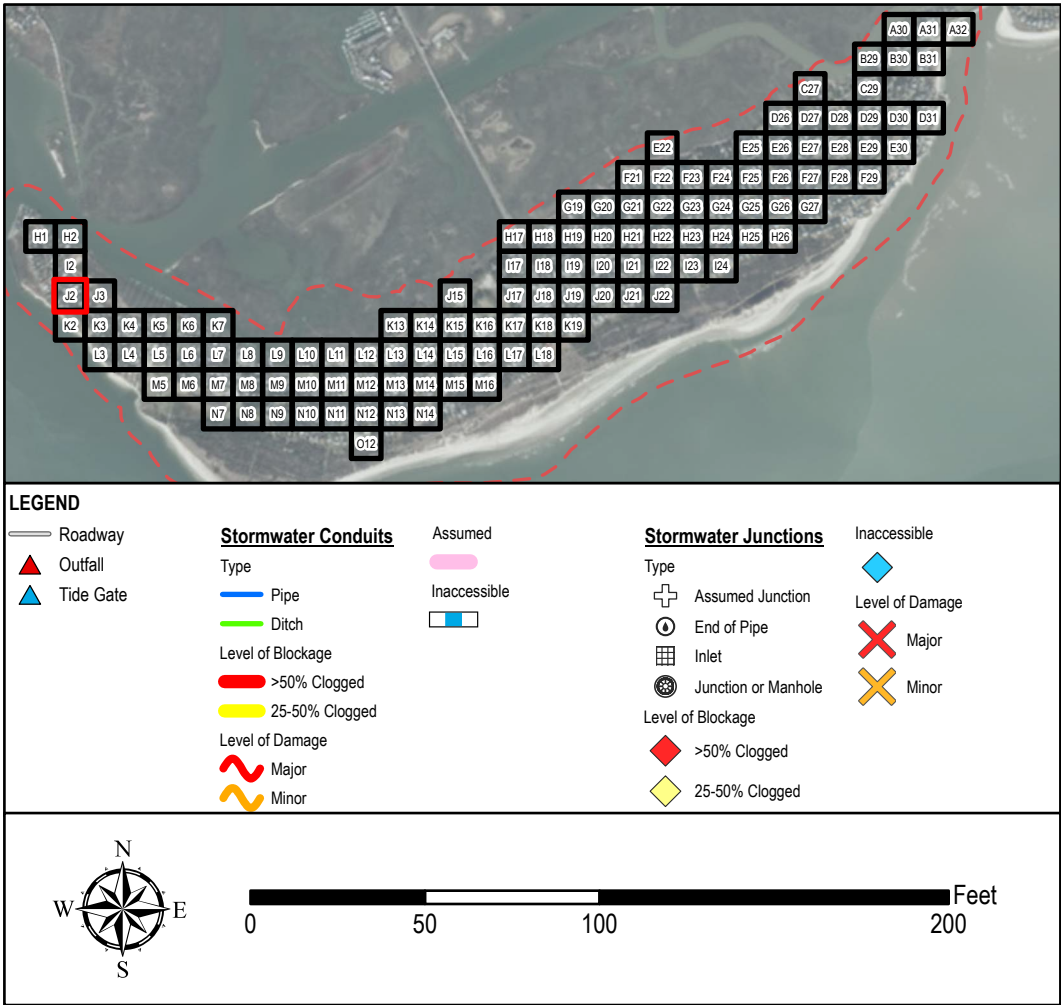 A30 A31 A32
B29 B30 B31
C27 C29
D26 D27 D28 D29 D30 D31
E22 E25 E26 E27 E28 E29 E30
F21 F22 F23 F24 F25 F26 F27 F28 F29
G19 G20 G21 G22 G23 G24 G25 G26 G27
H1 H2 H17 H18 H19 H20 H21 H22 H23 H24 H25 H26
I2 I17 I18 I19 I20 I21 I22 I23 I24
J2 J3 J15 J17 J18 J19 J20 J21 J22
K2 K3 K4 K5 K6 K7 K13 K14 K15 K16 K17 K18 K19
L3 L4 L5 L6 L7 L8 L9 L10 L11 L12 L13 L14 L15 L16 L17 L18
M5 M6 M7 M8 M9 M10 M11 M12 M13 M14 M15 M16
N7 N8 N9 N10 N11 N12 N13 N14
O12
LEGEND
Roadway
Outfall
Tide Gate
Stormwater Conduits
Type
Pipe
Ditch
Level of Blockage
>50% Clogged
25-50% Clogged
Level of Damage
Major
Minor
Assumed
Inaccessible
Stormwater Junctions
Type
Assumed Junction
End of Pipe
Inlet
Junction or Manhole
Level of Blockage
>50% Clogged
25-50% Clogged
Inaccessible
Level of Damage
Major
Minor
N
W E
S
Feet
0 50 100 200